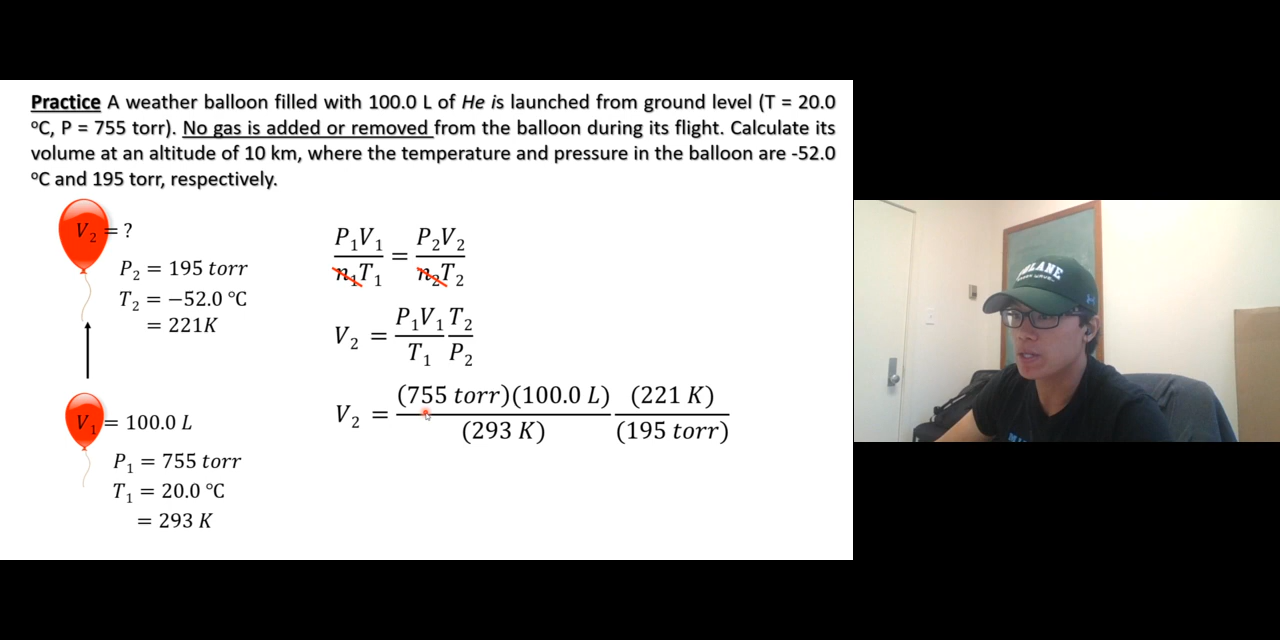 Practice A weather balloon filled with 100.0 L of He is launched from ground level (T = 20.0
ºC, P = 755 torr). No gas is added or removed from the balloon during its flight. Calculate its
volume at an altitude of 10 km, where the temperature and pressure in the balloon are -52.0
ºC and 195 torr, respectively.
V₂ = ?
P₂ = 195 torr
T₂ = −52.0 ℃
= 221K
V₁ = 100.0 L
P₁ = 755 torr
T₁ = 20.0 ℃
= 293 K
P₁V₁/n₁T₁ = P₂V₂/n₂T₂
V₂ = P₁V₁/T₁ T₂/P₂
V₂ = (755 torr)(100.0 L)/(293 K) (221 K)/(195 torr)